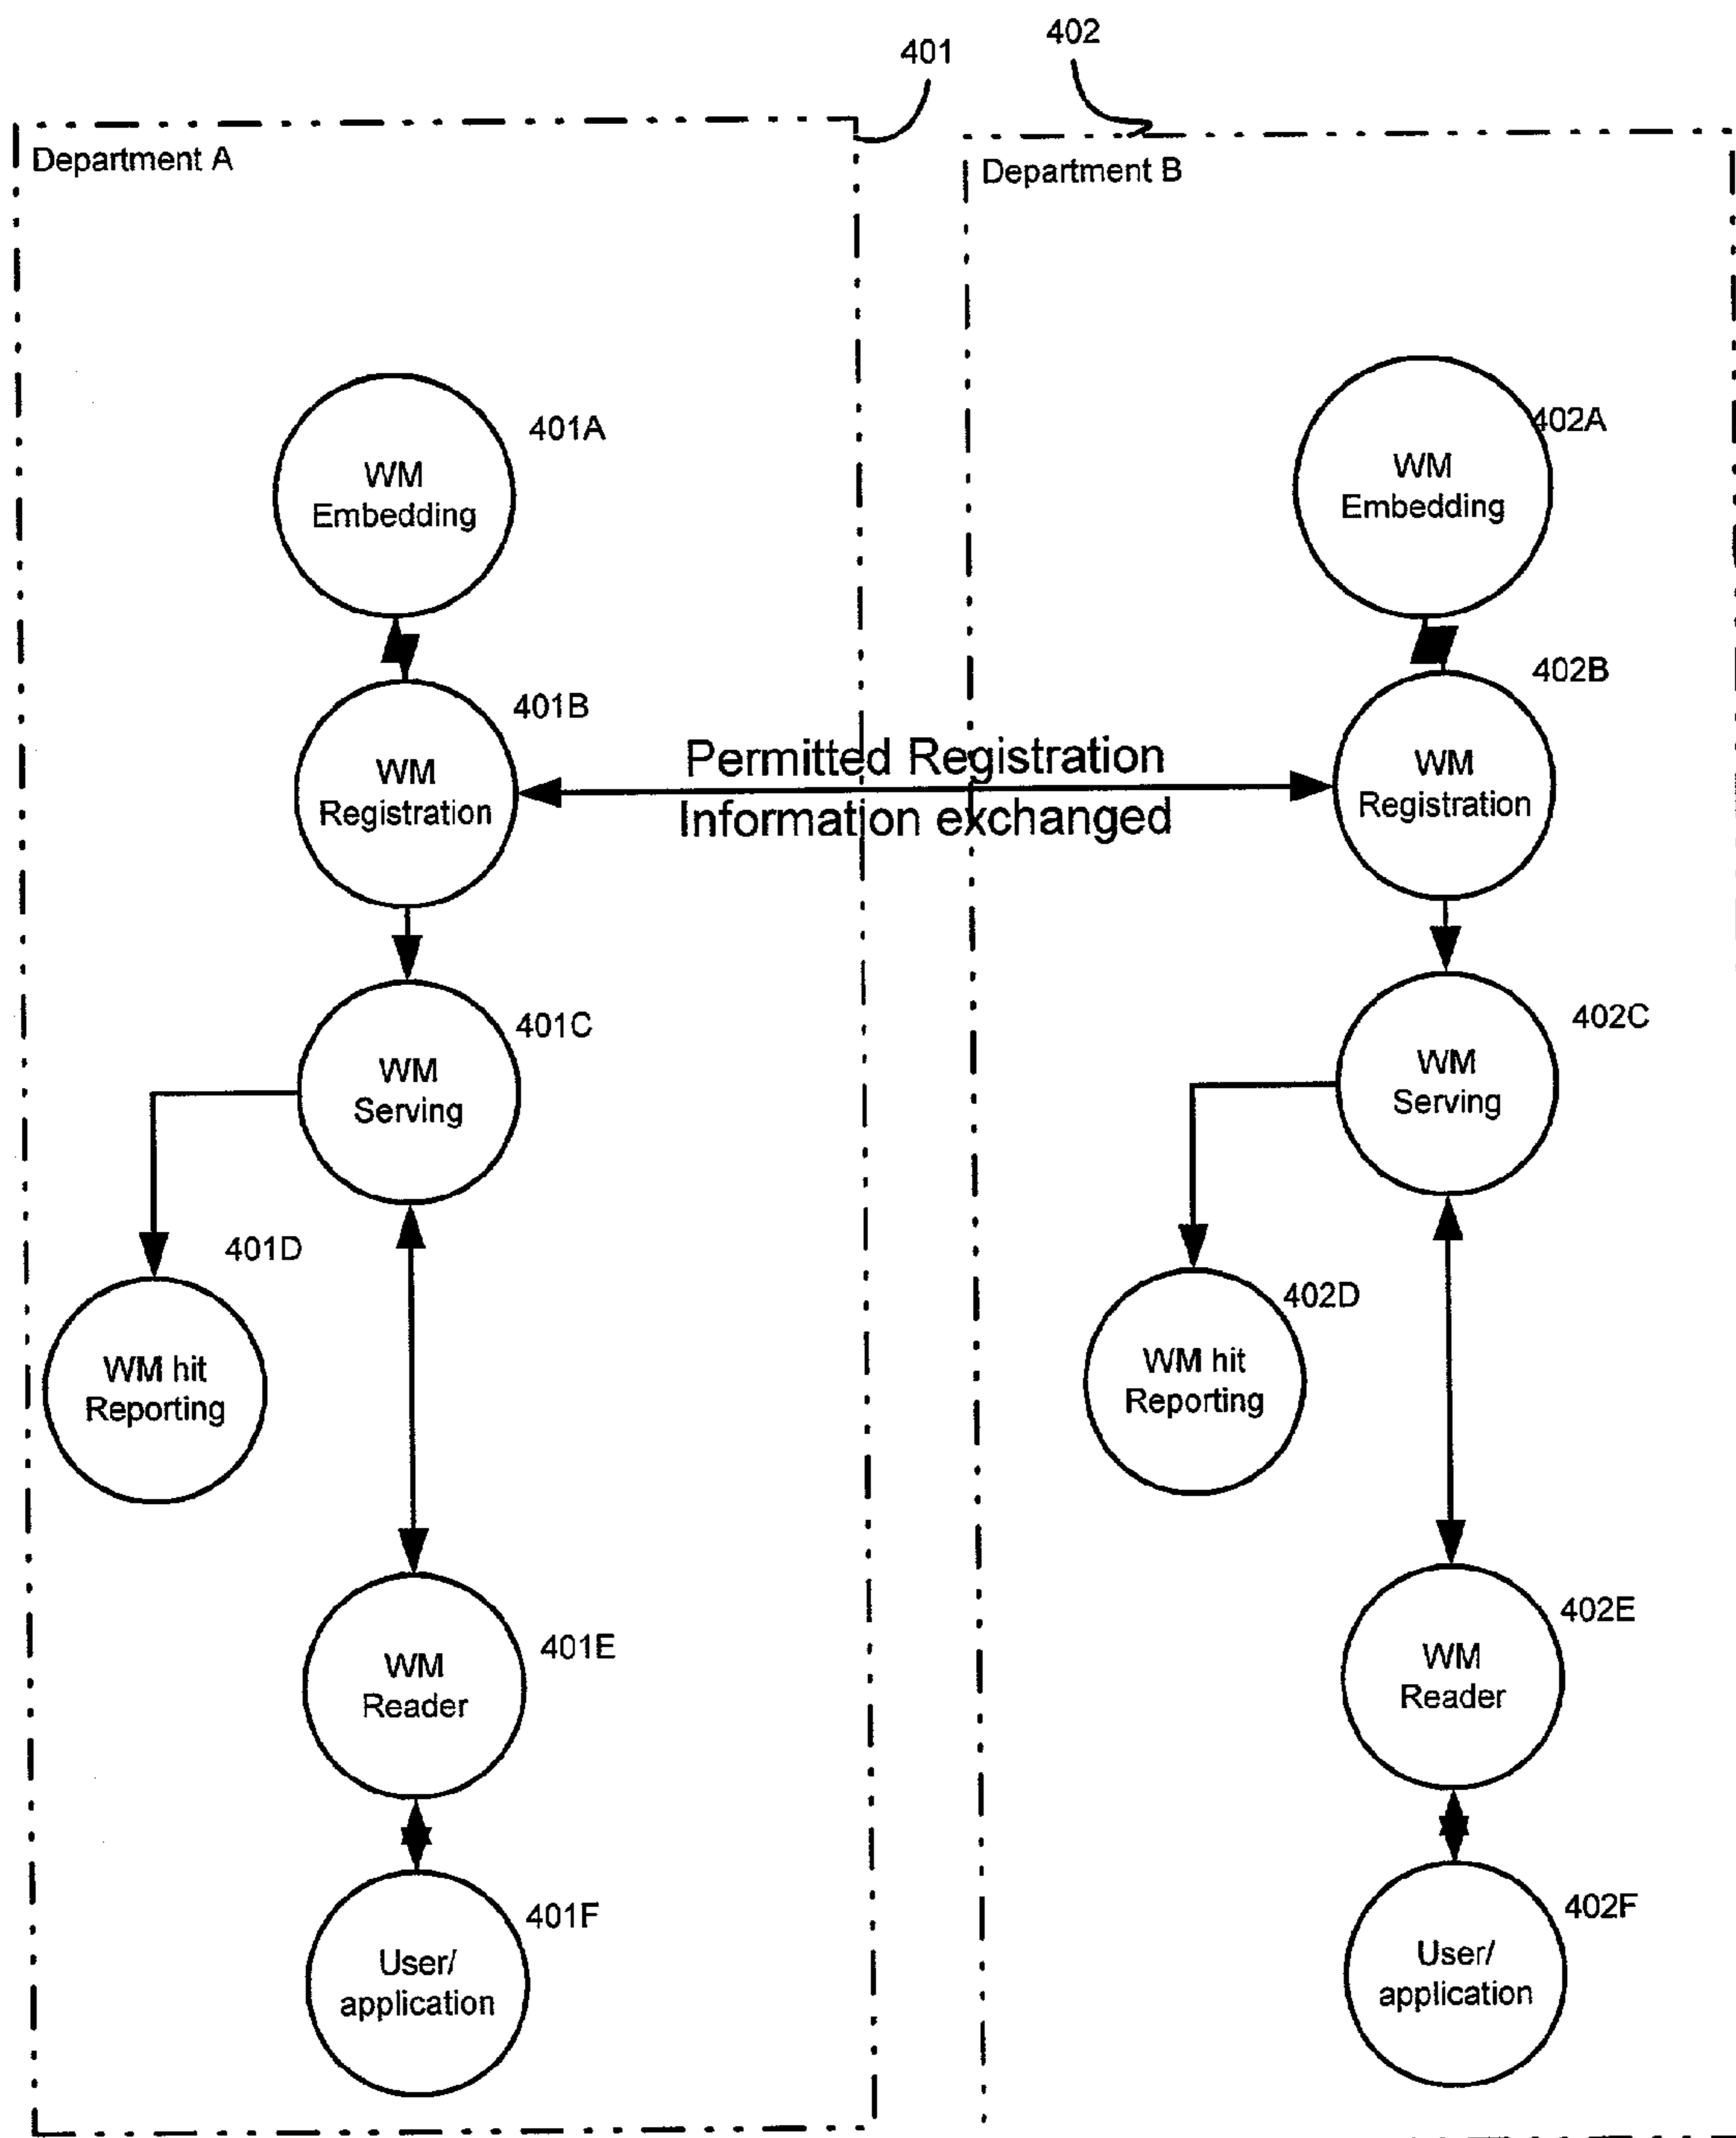 401
402
Department A
Department B
401A
WM
Embedding
402A
WM
Embedding
401B
WM
Registration
Permitted Registration
Information exchanged
402B
WM
Registration
401C
WM
Serving
402C
WM
Serving
401D
WM hit
Reporting
402D
WM hit
Reporting
401E
WM
Reader
402E
WM
Reader
401F
User/
application
402F
User/
application